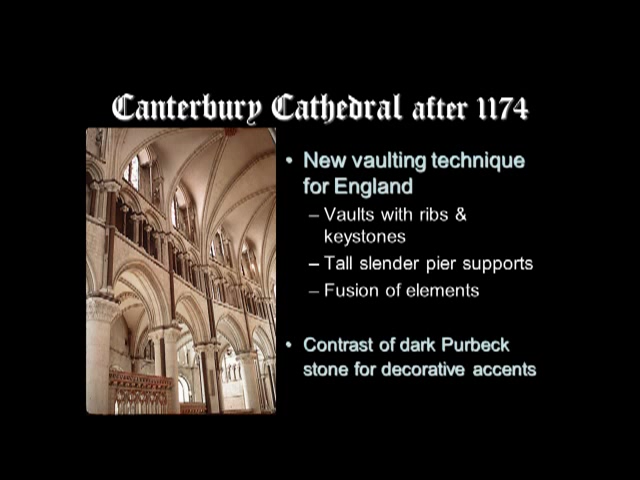 Canterbury Cathedral after 1174
• New vaulting technique
for England
– Vaults with ribs &
keystones
– Tall slender pier supports
– Fusion of elements
• Contrast of dark Purbeck
stone for decorative accents